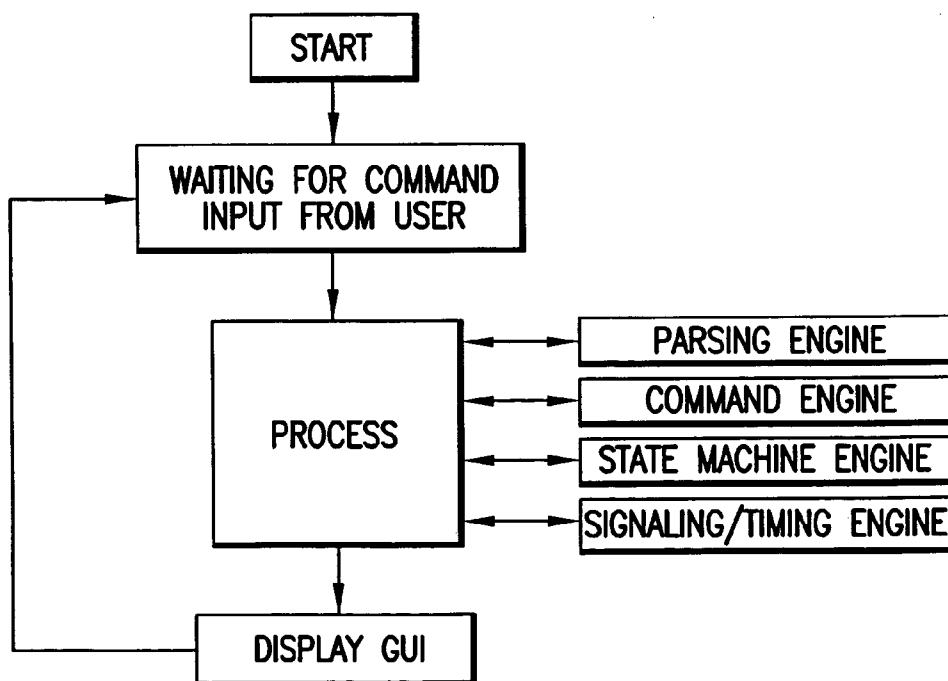 START
WAITING FOR COMMAND
INPUT FROM USER
PROCESS
PARSING ENGINE
COMMAND ENGINE
STATE MACHINE ENGINE
SIGNALING/TIMING ENGINE
DISPLAY GUI